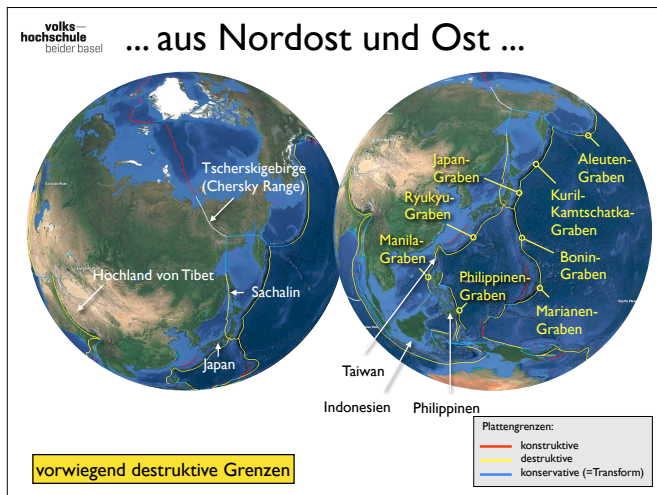 volks—
hochschule
beider basel
... aus Nordost und Ost ...
Tscherskigebirge
(Chersky Range)
Hochland von Tibet
Sachalin
Japan
Japan-
Graben
Aleuten-
Graben
Ryukyu-
Graben
Kuril-
Kamtschatka-
Graben
Manila-
Graben
Bonin-
Graben
Philippinen-
Graben
Marianen-
Graben
Taiwan
Indonesien
Philippinen
Plattengrenzen:
konstruktive
destruktive
konservative (=Transform)
vorwiegend destruktive Grenzen